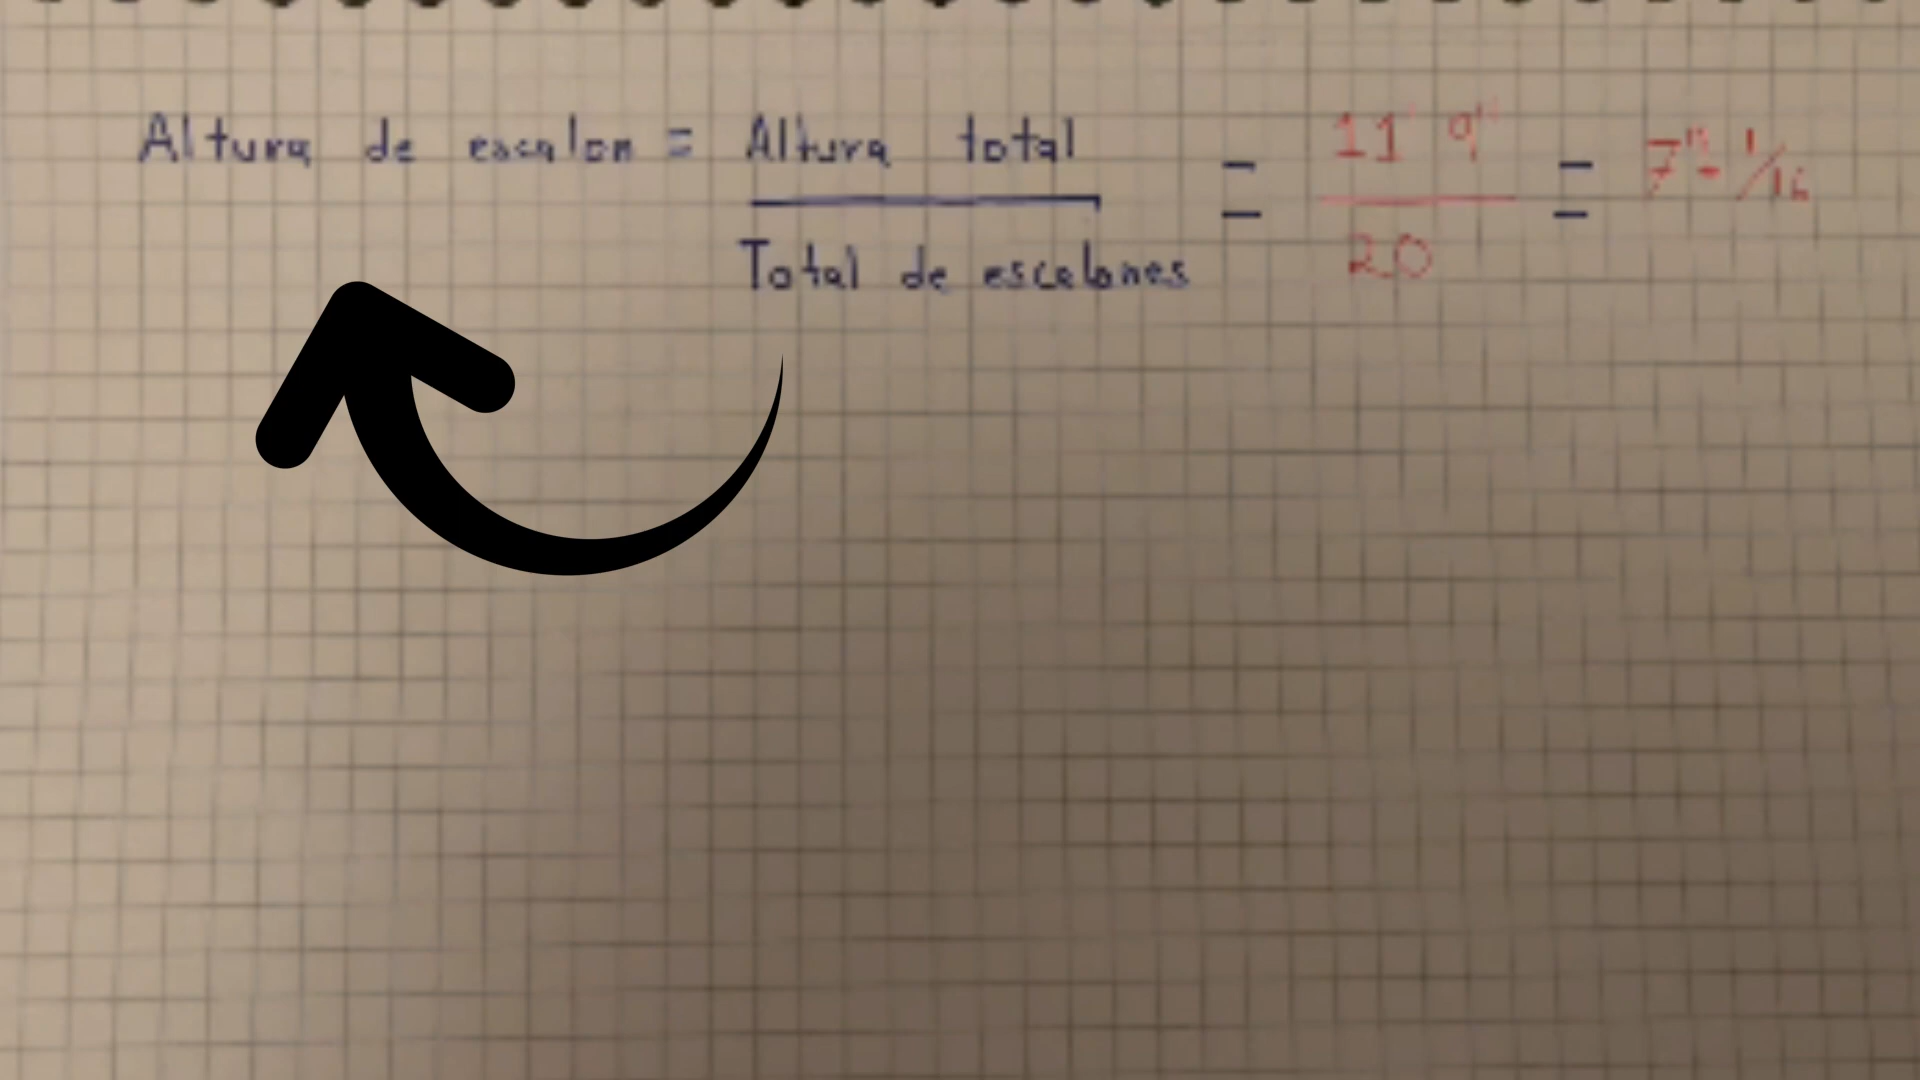 Altura de escalon = Altura total = 11' 9" = 7"- 1/16
Total de escalones 20